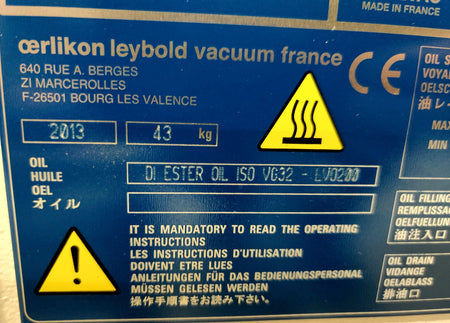 MADE IN FRANCE
œrlikon leybold vacuum france
640 RUE A. BERGES
ZI MARCEROLLES
F-26501 BOURG LES VALENCE
CE
2013 43 kg
OIL
HUILE
OEL
オイル
DI ESTER OIL ISO VG32 - LVO200
IT IS MANDATORY TO READ THE OPERATING
INSTRUCTIONS
LES INSTRUCTIONS D'UTILISATION
DOIVENT ETRE LUES
ANLEITUNGEN FÜR DAS BEDIENUNGSPERSONAL
MÜSSEN GELESEN WERDEN
操作手順書をお読み下さい。
OIL S
VOYA
OELSC
油レ
MAX
MIN
OIL FILLING
REMPLISSA
OELFUELLUN
油注入口
OIL DRAIN
VIDANGE
OELABLASS
排油口